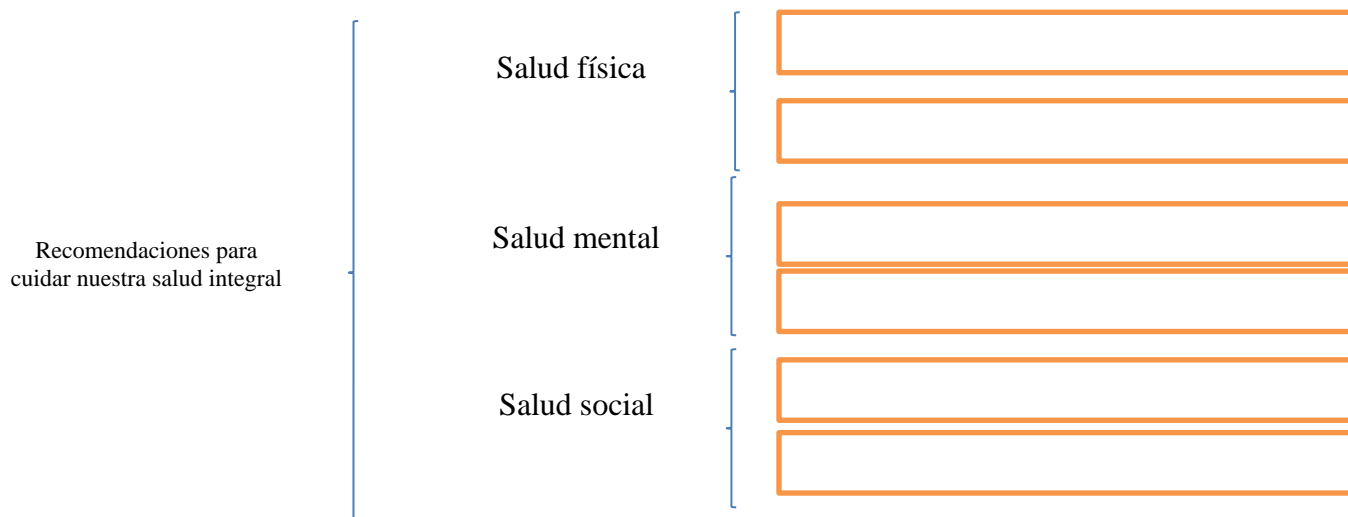 Salud física
Salud mental
Recomendaciones para
cuidar nuestra salud integral
Salud social